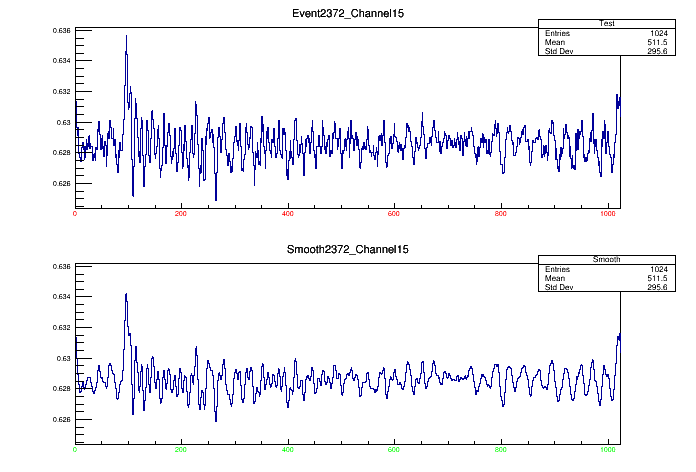 Event2372_Channel15
Test
Entries 1024
Mean 511.5
Std Dev 295.6
0.636
0.634
0.632
0.63
0.628
0.626
0 200 400 600 800 1000
Smooth2372_Channel15
Smooth
Entries 1024
Mean 511.5
Std Dev 295.6
0.636
0.634
0.632
0.63
0.628
0.626
0 200 400 600 800 1000